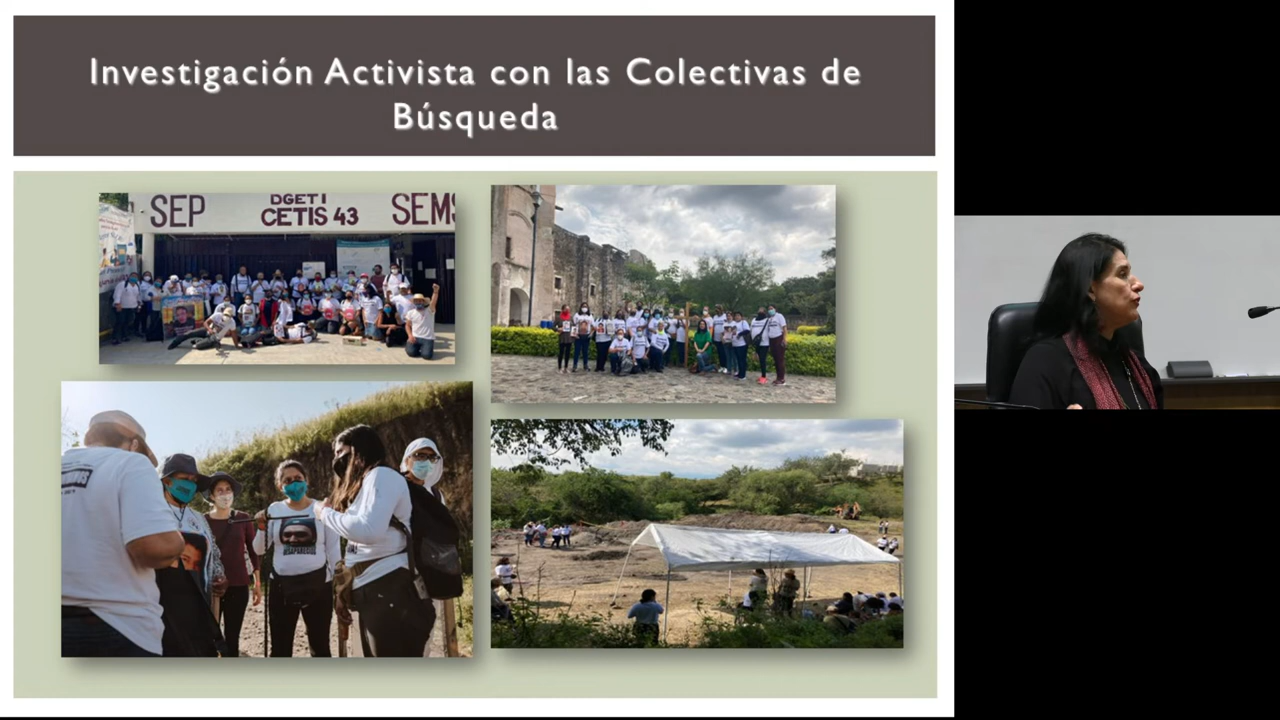 Investigación Activista con las Colectivas de
Búsqueda
SEP
DGETI
CETIS 43
SEMS